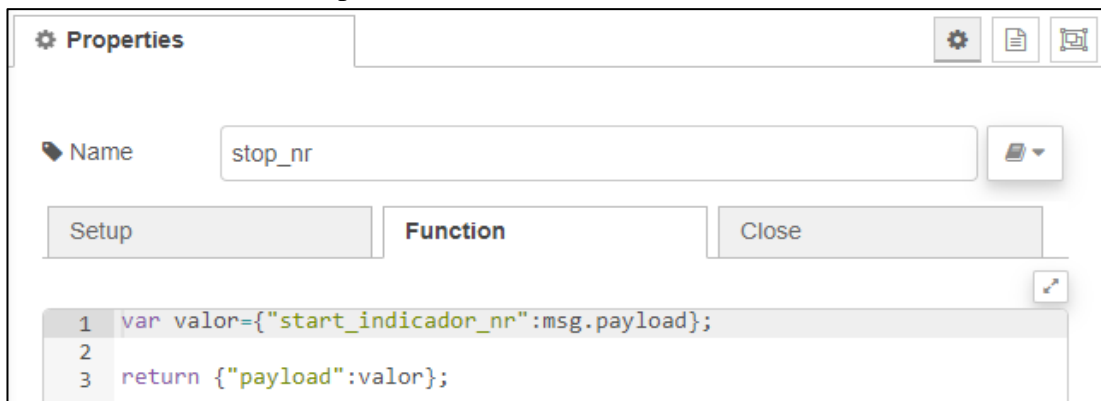 Properties
Name stop_nr
Setup Function Close
1 var valor={"start_indicador_nr":msg.payload};
2
3 return {"payload":valor};